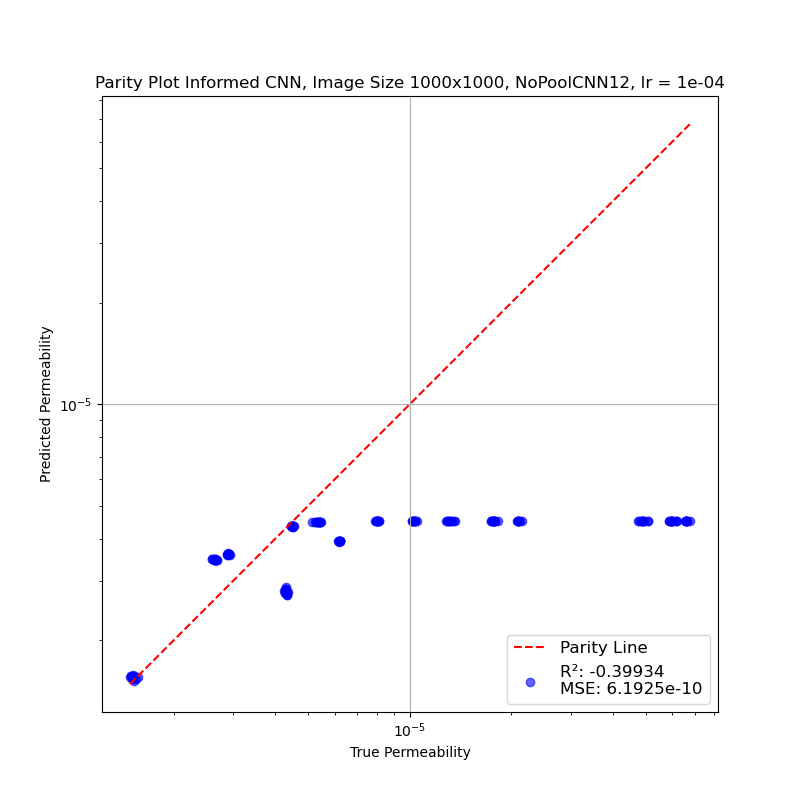 Parity Plot Informed CNN, Image Size 1000x1000, NoPoolCNN12, lr = 1e-04
Predicted Permeability
10⁻⁵
10⁻⁵
True Permeability
Parity Line
R²: -0.39934
MSE: 6.1925e-10